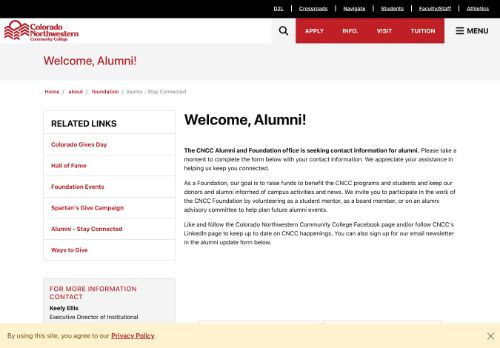 D2L | Crossroads | Navigate | Students | Faculty/Staff | Athletics
Colorado
Northwestern
Community College
APPLY INFO. VISIT TUITION MENU
Welcome, Alumni!
Home / about / foundation / Alumni - Stay Connected
RELATED LINKS
Colorado Gives Day
Hall of Fame
Foundation Events
Spartan's Give Campaign
Alumni - Stay Connected
Ways to Give
FOR MORE INFORMATION
CONTACT
Keely Ellis
Executive Director of Institutional
Welcome, Alumni!
The CNCC Alumni and Foundation office is seeking contact information for alumni. Please take a
moment to complete the form below with your contact information. We appreciate your assistance in
helping us keep you connected.
As a Foundation, our goal is to raise funds to benefit the CNCC programs and students and keep our
donors and alumni informed of campus activities and news. We invite you to participate in the work of
the CNCC Foundation by volunteering as a student mentor, as a board member, or on an alumni
advisory committee to help plan future alumni events.
Like and follow the Colorado Northwestern Community College Facebook page and/or follow CNCC's
LinkedIn page to keep up to date on CNCC happenings. You can also sign up for our email newsletter
in the alumni update form below.
By using this site, you agree to our Privacy Policy